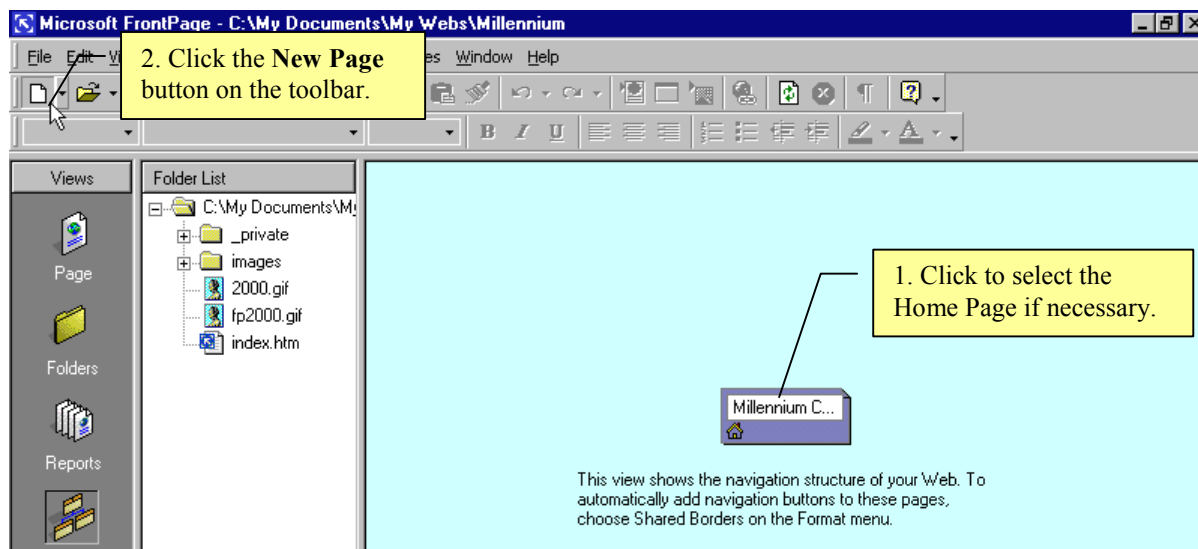 Microsoft FrontPage - C:\My Documents\My Webs\Millennium
File Edit Vi
es Window Help
2. Click the New Page
button on the toolbar.
B I U
Views
Folder List
C:\My Documents\My
_private
images
2000.gif
fp2000.gif
index.htm
Page
Folders
Reports
1. Click to select the
Home Page if necessary.
Millennium C...
This view shows the navigation structure of your Web. To
automatically add navigation buttons to these pages,
choose Shared Borders on the Format menu.